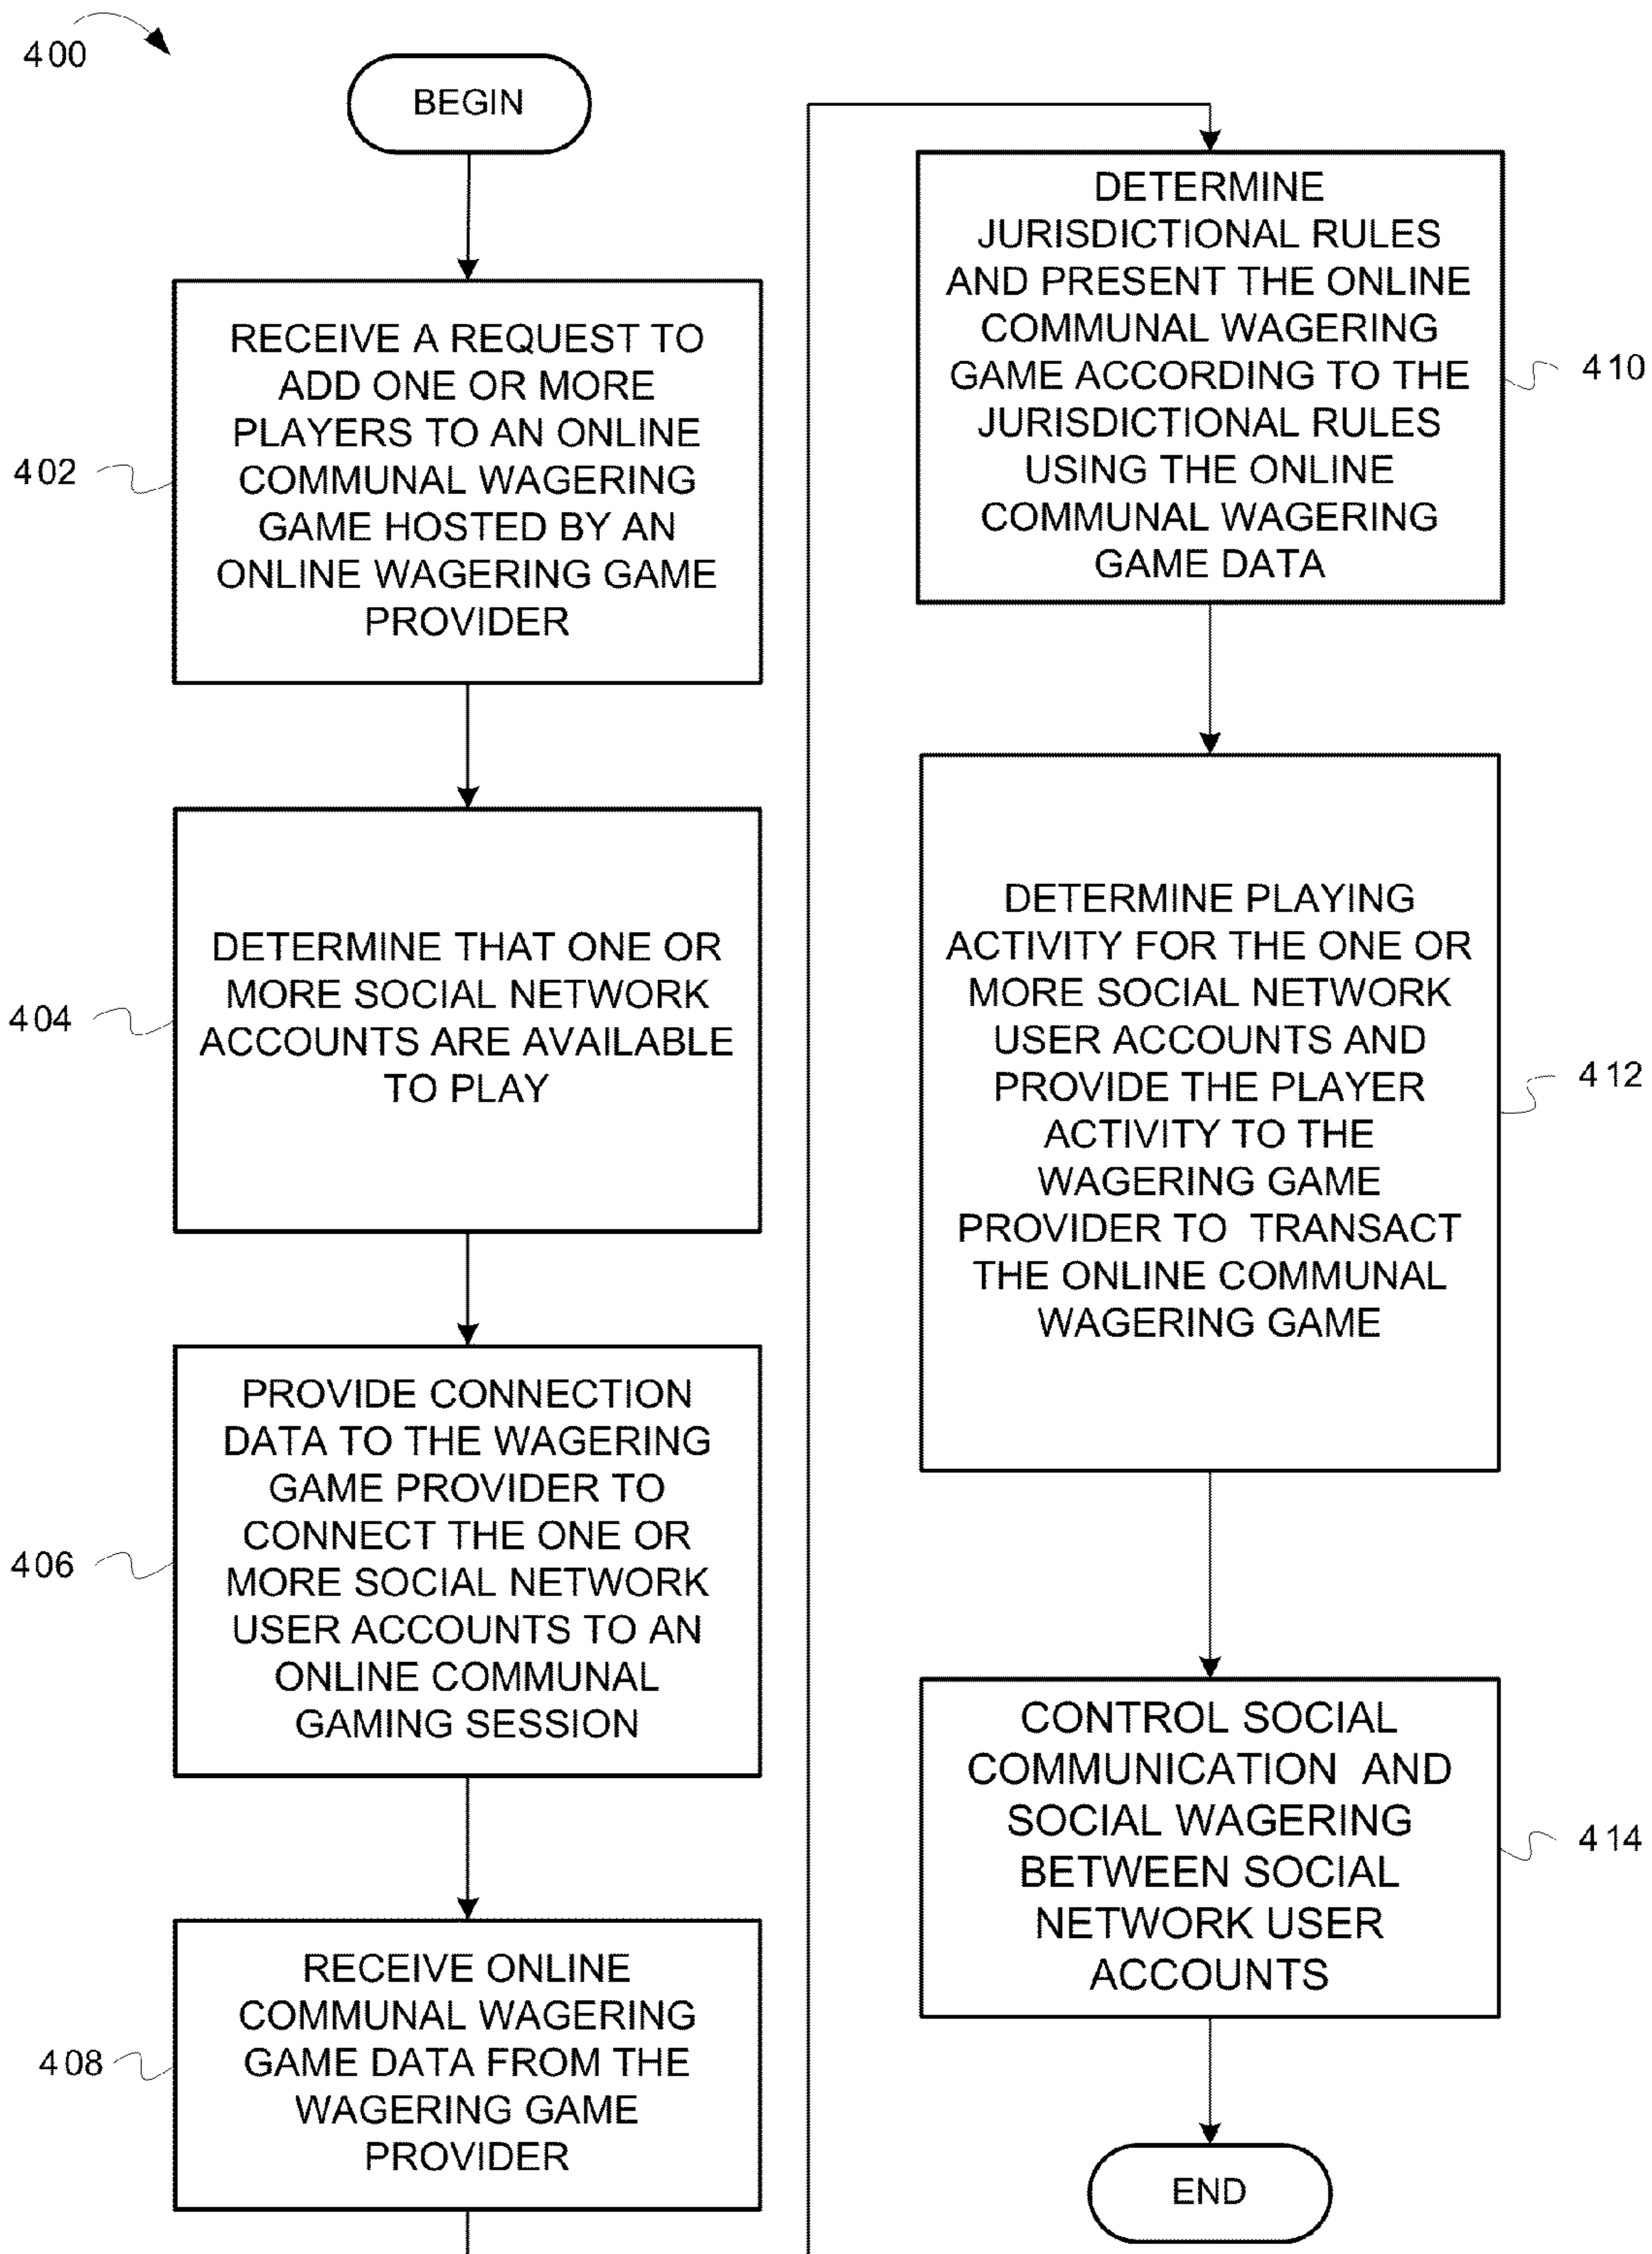 400
BEGIN
RECEIVE A REQUEST TO
ADD ONE OR MORE
PLAYERS TO AN ONLINE
COMMUNAL WAGERING
GAME HOSTED BY AN
ONLINE WAGERING GAME
PROVIDER
402
DETERMINE THAT ONE OR
MORE SOCIAL NETWORK
ACCOUNTS ARE AVAILABLE
TO PLAY
404
PROVIDE CONNECTION
DATA TO THE WAGERING
GAME PROVIDER TO
CONNECT THE ONE OR
MORE SOCIAL NETWORK
USER ACCOUNTS TO AN
ONLINE COMMUNAL
GAMING SESSION
406
RECEIVE ONLINE
COMMUNAL WAGERING
GAME DATA FROM THE
WAGERING GAME
PROVIDER
408
DETERMINE
JURISDICTIONAL RULES
AND PRESENT THE ONLINE
COMMUNAL WAGERING
GAME ACCORDING TO THE
JURISDICTIONAL RULES
USING THE ONLINE
COMMUNAL WAGERING
GAME DATA
410
DETERMINE PLAYING
ACTIVITY FOR THE ONE OR
MORE SOCIAL NETWORK
USER ACCOUNTS AND
PROVIDE THE PLAYER
ACTIVITY TO THE
WAGERING GAME
PROVIDER TO TRANSACT
THE ONLINE COMMUNAL
WAGERING GAME
412
CONTROL SOCIAL
COMMUNICATION AND
SOCIAL WAGERING
BETWEEN SOCIAL
NETWORK USER
ACCOUNTS
414
END